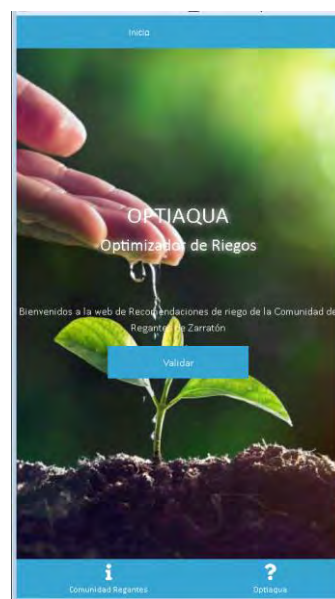 Inicio
OPTIAQUA
Optimizador de Riegos
Bienvenidos a la web de Recomendaciones de riego de la Comunidad de
Regantes de Zarratón
Validar
Comunidad Regantes
Optiaqua